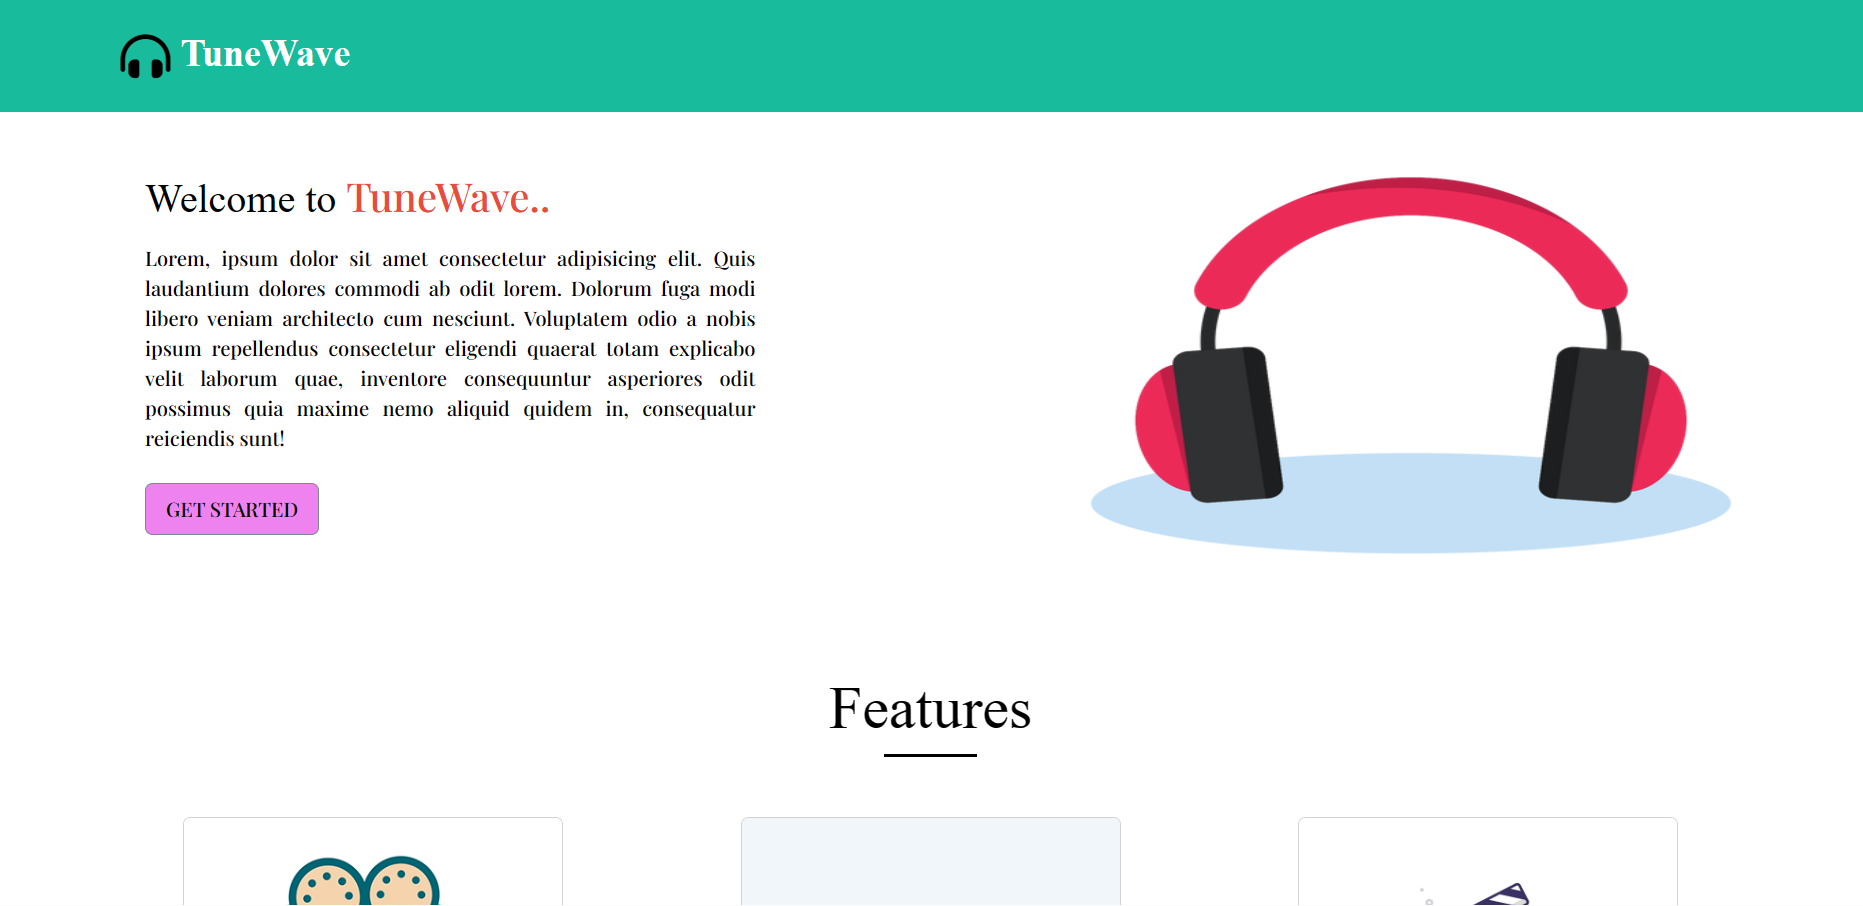 TuneWave
Welcome to TuneWave..
Lorem, ipsum dolor sit amet consectetur adipisicing elit. Quis
laudantium dolores commodi ab odit lorem. Dolorum fuga modi
libero veniam architecto cum nesciunt. Voluptatem odio a nobis
ipsum repellendus consectetur eligendi quaerat totam explicabo
velit laborum quae, inventore consequuntur asperiores odit
possimus quia maxime nemo aliquid quidem in, consequatur
reiciendis sunt!
GET STARTED
Features